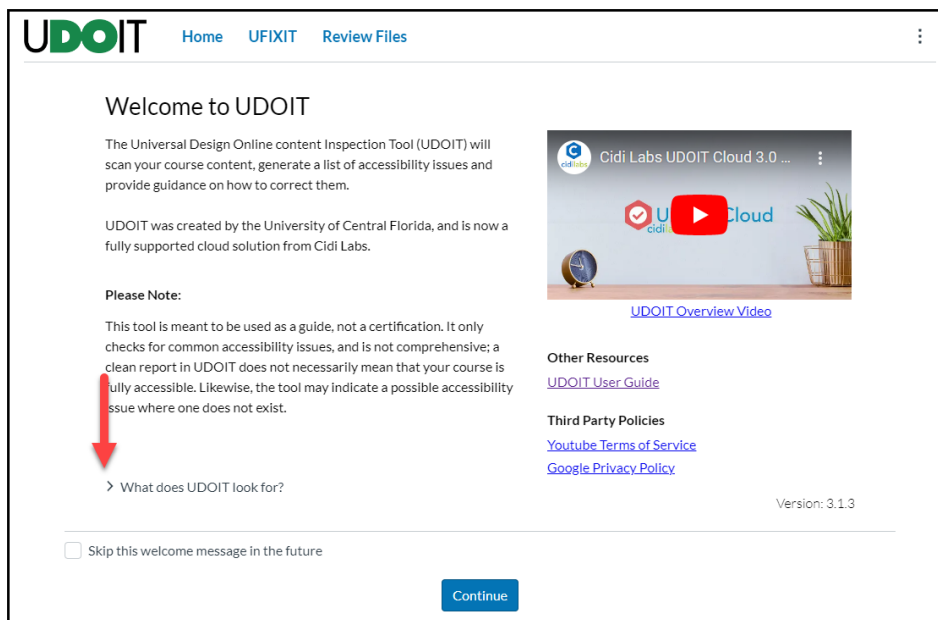 UDOIT
Home UFIXIT Review Files
Welcome to UDOIT
The Universal Design Online content Inspection Tool (UDOIT) will
scan your course content, generate a list of accessibility issues and
provide guidance on how to correct them.
UDOIT was created by the University of Central Florida, and is now a
fully supported cloud solution from Cidi Labs.
Please Note:
This tool is meant to be used as a guide, not a certification. It only
checks for common accessibility issues, and is not comprehensive; a
clean report in UDOIT does not necessarily mean that your course is
fully accessible. Likewise, the tool may indicate a possible accessibility
issue where one does not exist.
What does UDOIT look for?
cidilabs
Cidi Labs UDOIT Cloud 3.0 ...
U Cloud
cidi
UDOIT Overview Video
Other Resources
UDOIT User Guide
Third Party Policies
Youtube Terms of Service
Google Privacy Policy
Version: 3.1.3
Skip this welcome message in the future
Continue